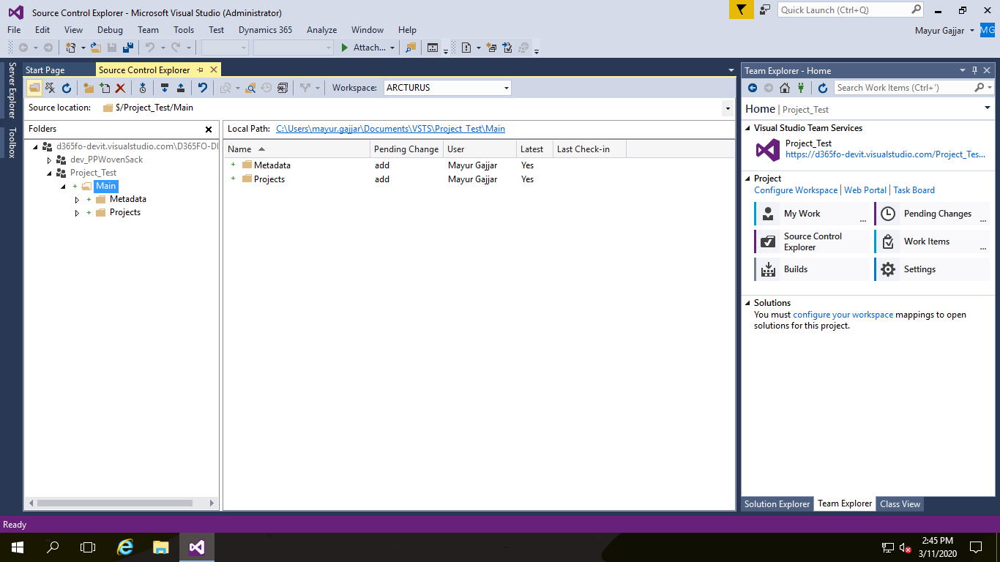 Source Control Explorer - Microsoft Visual Studio (Administrator)
Quick Launch (Ctrl+Q)
File Edit View Debug Team Tools Test Dynamics 365 Analyze Window Help
Mayur Gajjar MG
Attach...
Server Explorer
Toolbox
Start Page
Source Control Explorer
Workspace: ARCTURUS
Source location: $/Project_Test/Main
Folders
d365fo-devit.visualstudio.com\D365FO-DI
dev_PPWovenSack
Project_Test
Main
Metadata
Projects
Local Path: C:\Users\mayur.gajjar\Documents\VSTS\Project_Test\Main
Name Pending Change User Latest Last Check-in
Metadata add Mayur Gajjar Yes
Projects add Mayur Gajjar Yes
Team Explorer - Home
Search Work Items (Ctrl+')
Home | Project_Test
Visual Studio Team Services
Project_Test
https://d365fo-devit.visualstudio.com/Project_Tes...
Project
Configure Workspace | Web Portal | Task Board
My Work ...
Pending Changes ...
Source Control
Explorer
Work Items ...
Builds
Settings
Solutions
You must configure your workspace mappings to open
solutions for this project.
Solution Explorer Team Explorer Class View
Ready
2:45 PM
3/11/2020